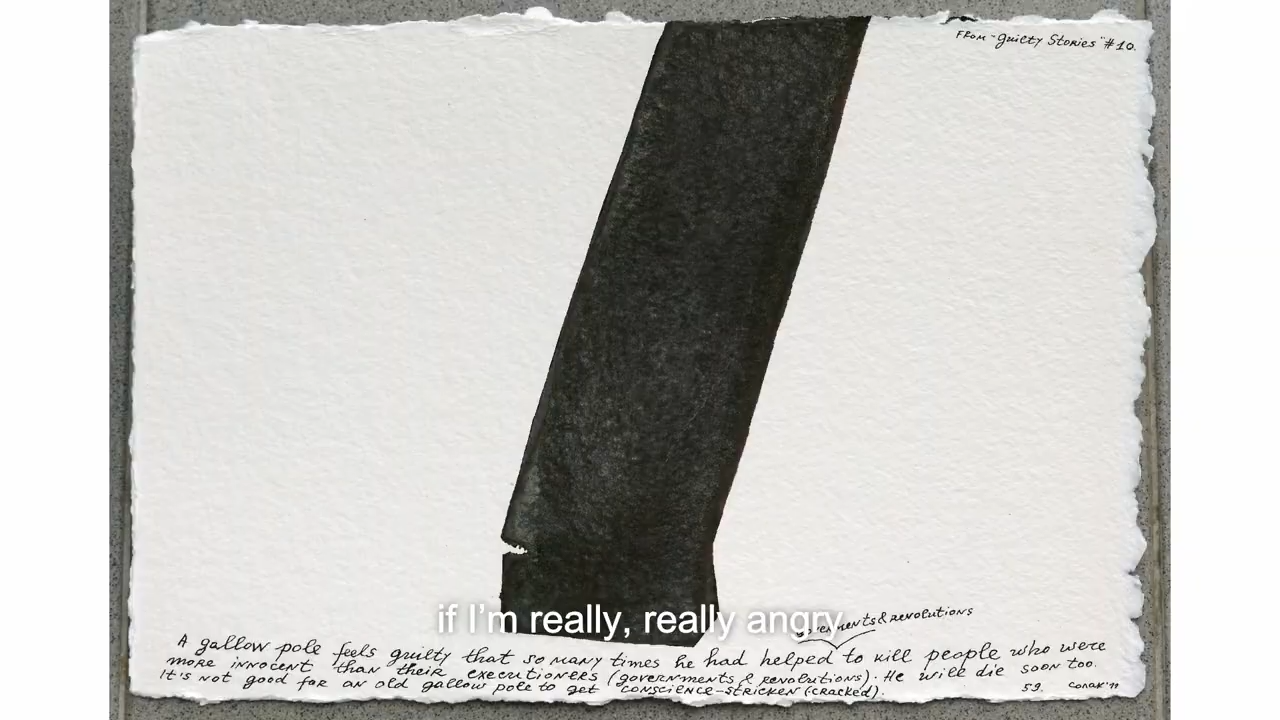 From "Guilty Stories" #10.
if I'm really, really angry
governments & revolutions
A gallow pole feels guilty that so many times he had helped to kill people who were
more innocent than their executioners (governments & revolutions). He will die soon too.
It's not good for an old gallow pole to get "conscience-stricken (cracked).
59.